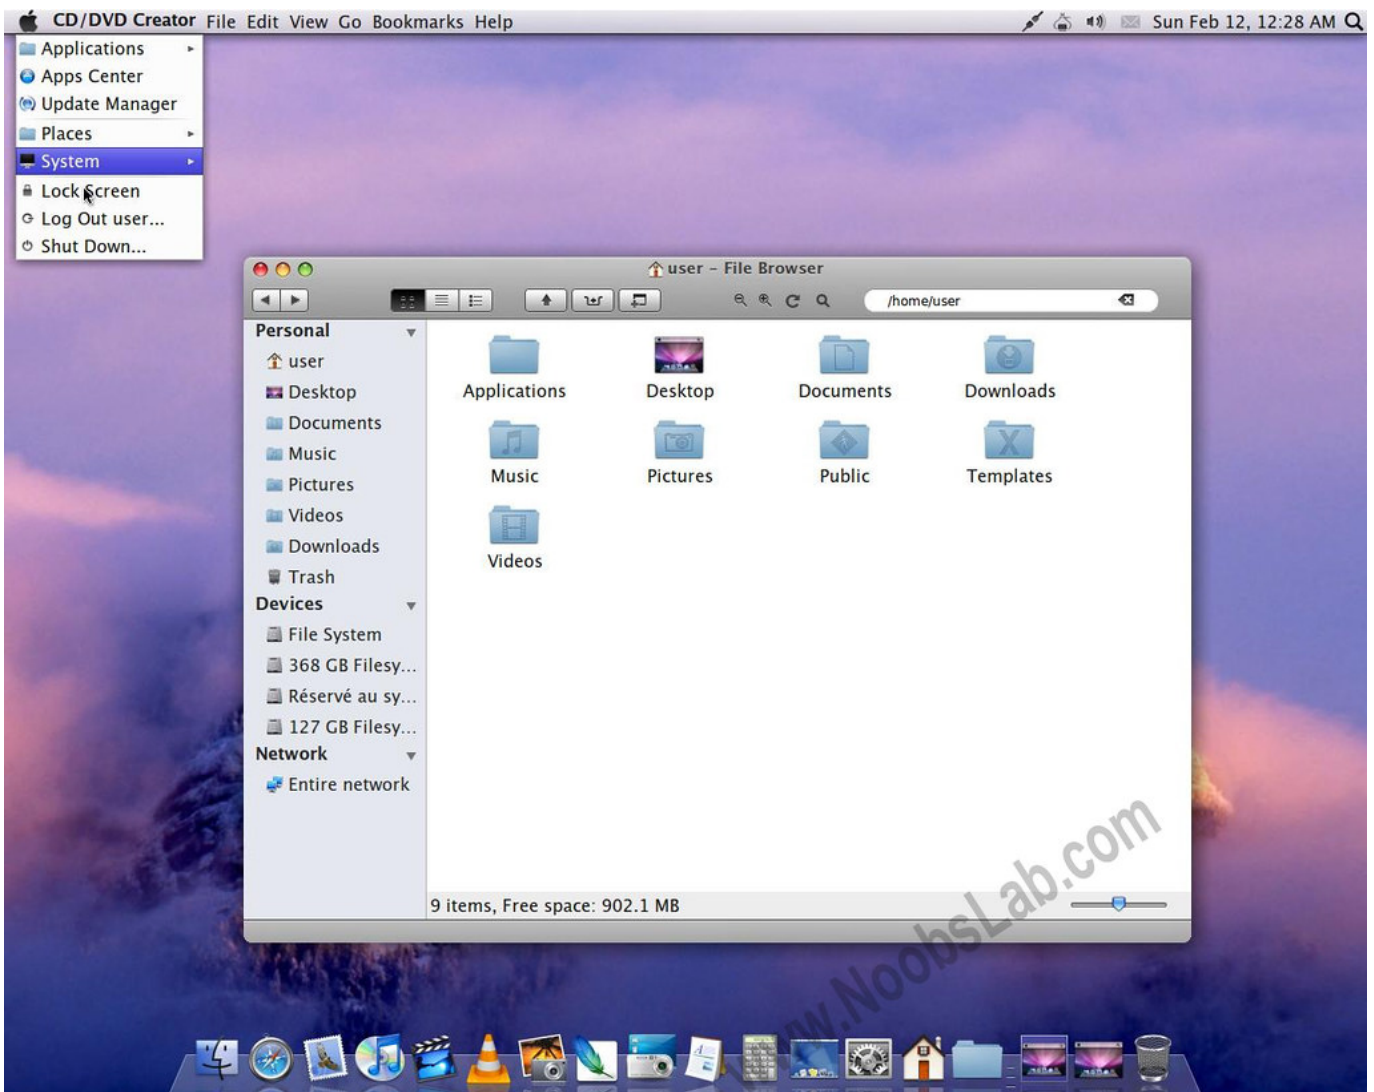 CD/DVD Creator File Edit View Go Bookmarks Help
Sun Feb 12, 12:28 AM
Applications
Apps Center
Update Manager
Places
System
Lock Screen
Log Out user...
Shut Down...
user – File Browser
/home/user
Personal
user
Desktop
Documents
Music
Pictures
Videos
Downloads
Trash
Devices
File System
368 GB Filesy...
Réservé au sy...
127 GB Filesy...
Network
Entire network
Applications
Desktop
Documents
Downloads
Music
Pictures
Public
Templates
Videos
9 items, Free space: 902.1 MB
www.NoobsLab.com